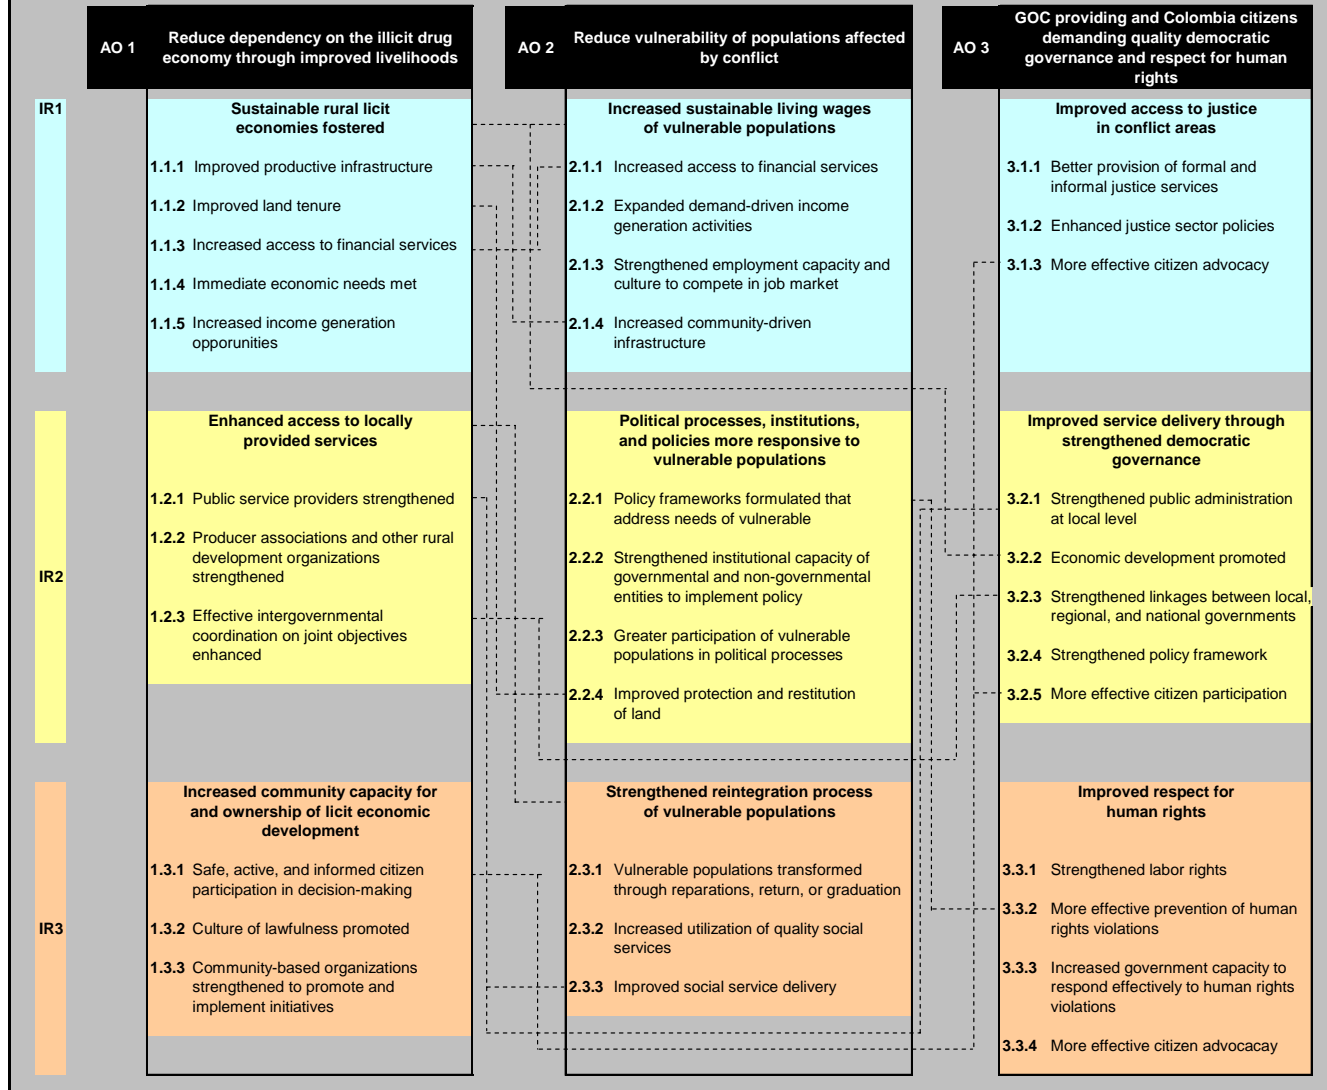 AO 1
Reduce dependency on the illicit drug
economy through improved livelihoods
AO 2
Reduce vulnerability of populations affected
by conflict
AO 3
GOC providing and Colombia citizens
demanding quality democratic
governance and respect for human
rights
IR1
Sustainable rural licit
economies fostered
1.1.1 Improved productive infrastructure
1.1.2 Improved land tenure
1.1.3 Increased access to financial services
1.1.4 Immediate economic needs met
1.1.5 Increased income generation
opporunities
Increased sustainable living wages
of vulnerable populations
2.1.1 Increased access to financial services
2.1.2 Expanded demand-driven income
generation activities
2.1.3 Strengthened employment capacity and
culture to compete in job market
2.1.4 Increased community-driven
infrastructure
Improved access to justice
in conflict areas
3.1.1 Better provision of formal and
informal justice services
3.1.2 Enhanced justice sector policies
3.1.3 More effective citizen advocacy
IR2
Enhanced access to locally
provided services
1.2.1 Public service providers strengthened
1.2.2 Producer associations and other rural
development organizations
strengthened
1.2.3 Effective intergovernmental
coordination on joint objectives
enhanced
Political processes, institutions,
and policies more responsive to
vulnerable populations
2.2.1 Policy frameworks formulated that
address needs of vulnerable
2.2.2 Strengthened institutional capacity of
governmental and non-governmental
entities to implement policy
2.2.3 Greater participation of vulnerable
populations in political processes
2.2.4 Improved protection and restitution
of land
Improved service delivery through
strengthened democratic
governance
3.2.1 Strengthened public administration
at local level
3.2.2 Economic development promoted
3.2.3 Strengthened linkages between local,
regional, and national governments
3.2.4 Strengthened policy framework
3.2.5 More effective citizen participation
IR3
Increased community capacity for
and ownership of licit economic
development
1.3.1 Safe, active, and informed citizen
participation in decision-making
1.3.2 Culture of lawfulness promoted
1.3.3 Community-based organizations
strengthened to promote and
implement initiatives
Strengthened reintegration process
of vulnerable populations
2.3.1 Vulnerable populations transformed
through reparations, return, or graduation
2.3.2 Increased utilization of quality social
services
2.3.3 Improved social service delivery
Improved respect for
human rights
3.3.1 Strengthened labor rights
3.3.2 More effective prevention of human
rights violations
3.3.3 Increased government capacity to
respond effectively to human rights
violations
3.3.4 More effective citizen advocacay